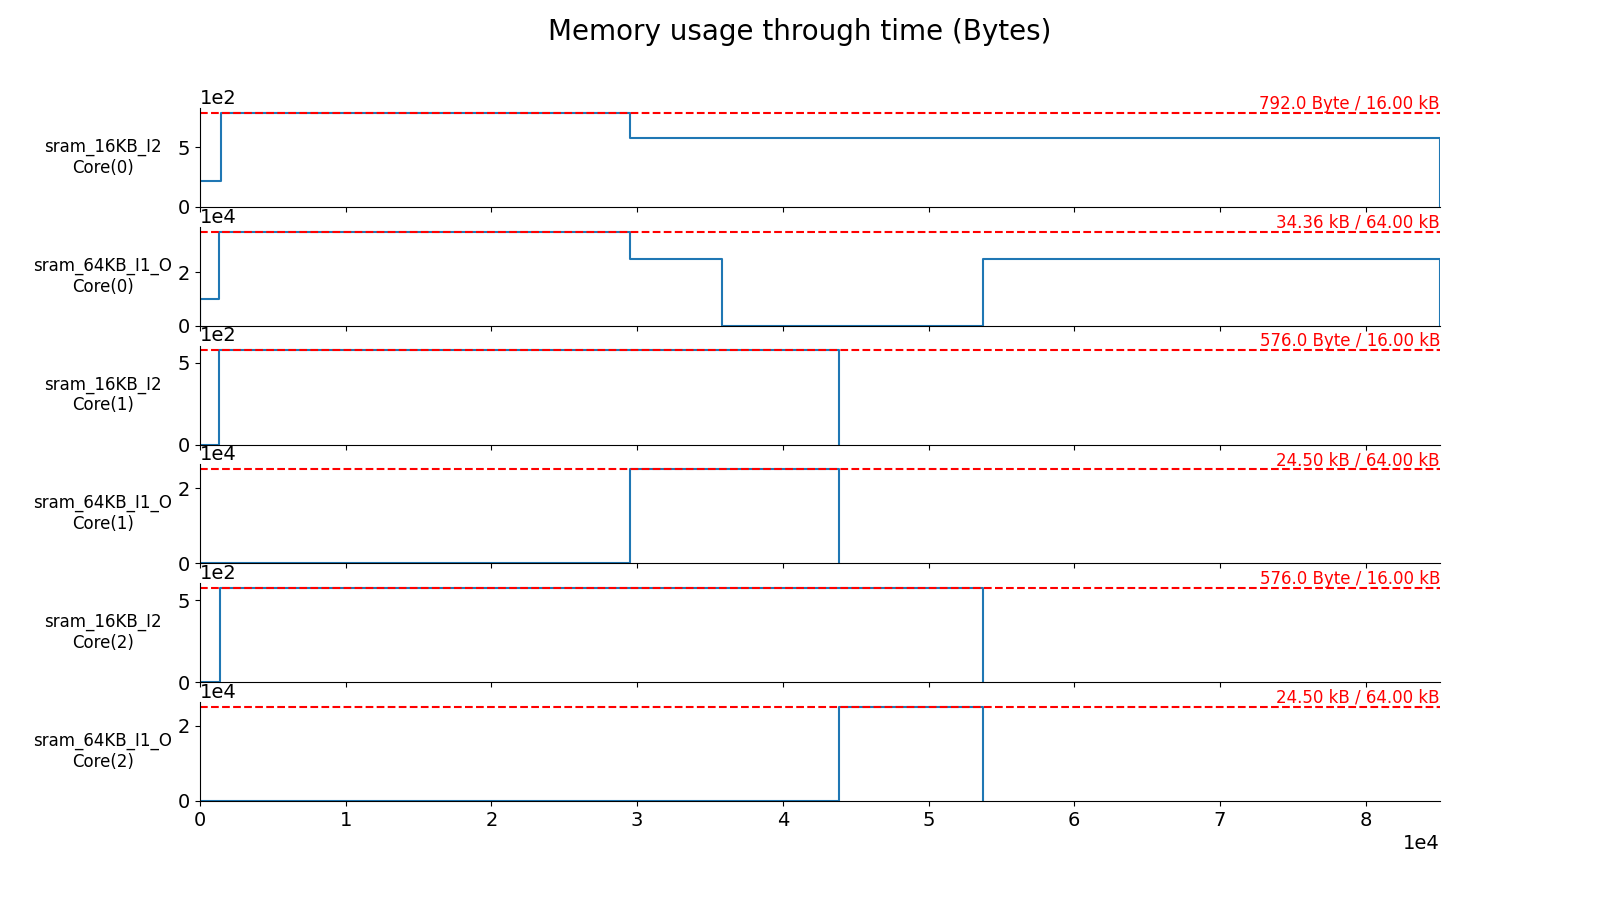 Memory usage through time (Bytes)
1e2
792.0 Byte / 16.00 kB
sram_16KB_I2
Core(0)
5
0
1e4
34.36 kB / 64.00 kB
sram_64KB_I1_O
Core(0)
2
0
1e2
576.0 Byte / 16.00 kB
sram_16KB_I2
Core(1)
5
0
1e4
24.50 kB / 64.00 kB
sram_64KB_I1_O
Core(1)
2
0
1e2
576.0 Byte / 16.00 kB
sram_16KB_I2
Core(2)
5
0
1e4
24.50 kB / 64.00 kB
sram_64KB_I1_O
Core(2)
2
0
0 1 2 3 4 5 6 7 8
1e4